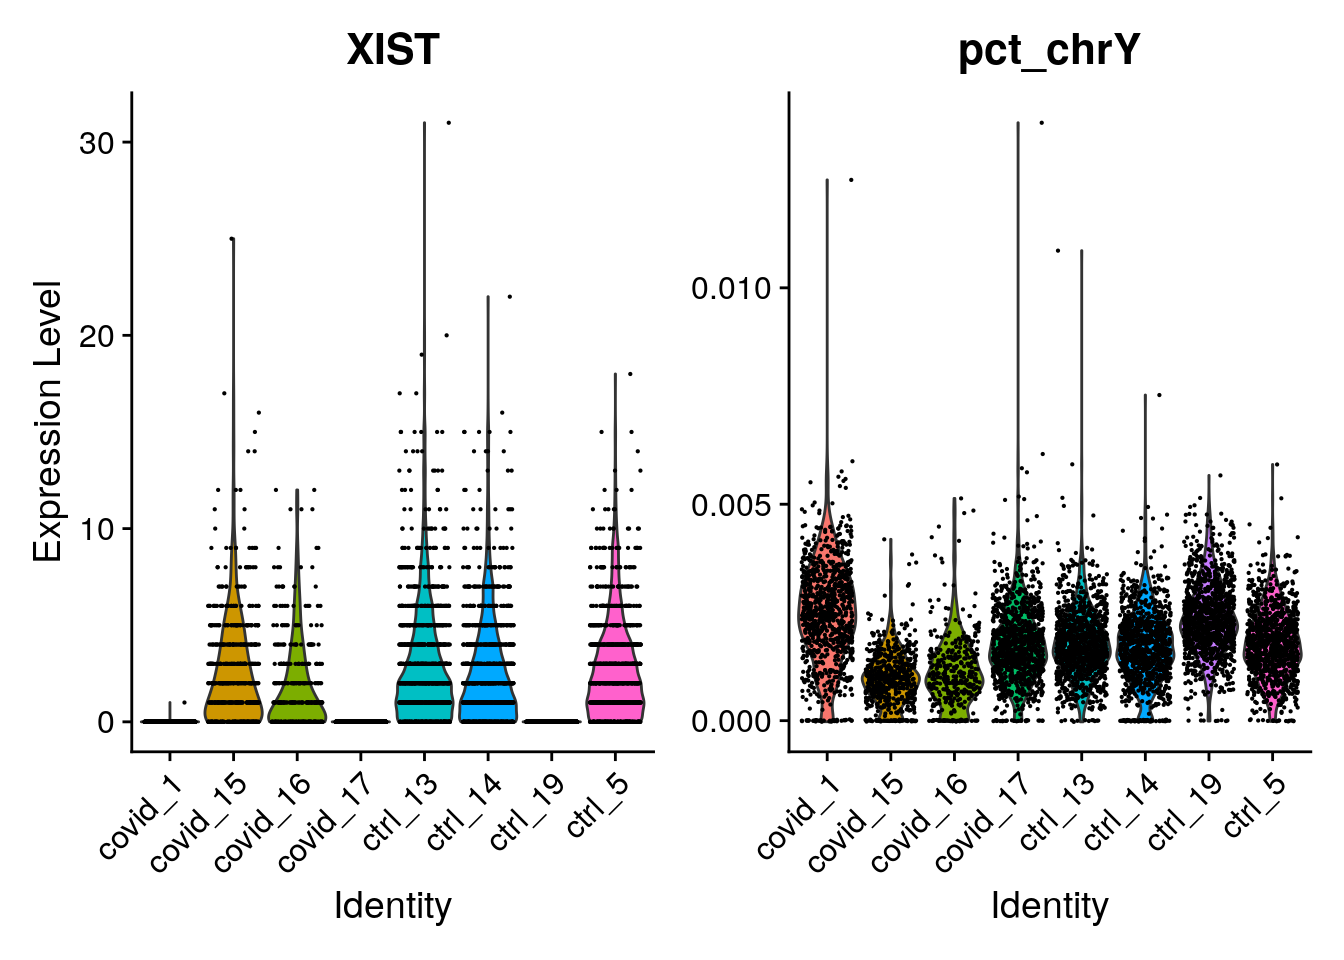 XIST
Expression Level
30
20
10
0
covid_1
covid_15
covid_16
covid_17
ctrl_13
ctrl_14
ctrl_19
ctrl_5
Identity
pct_chrY
0.010
0.005
0.000
covid_1
covid_15
covid_16
covid_17
ctrl_13
ctrl_14
ctrl_19
ctrl_5
Identity